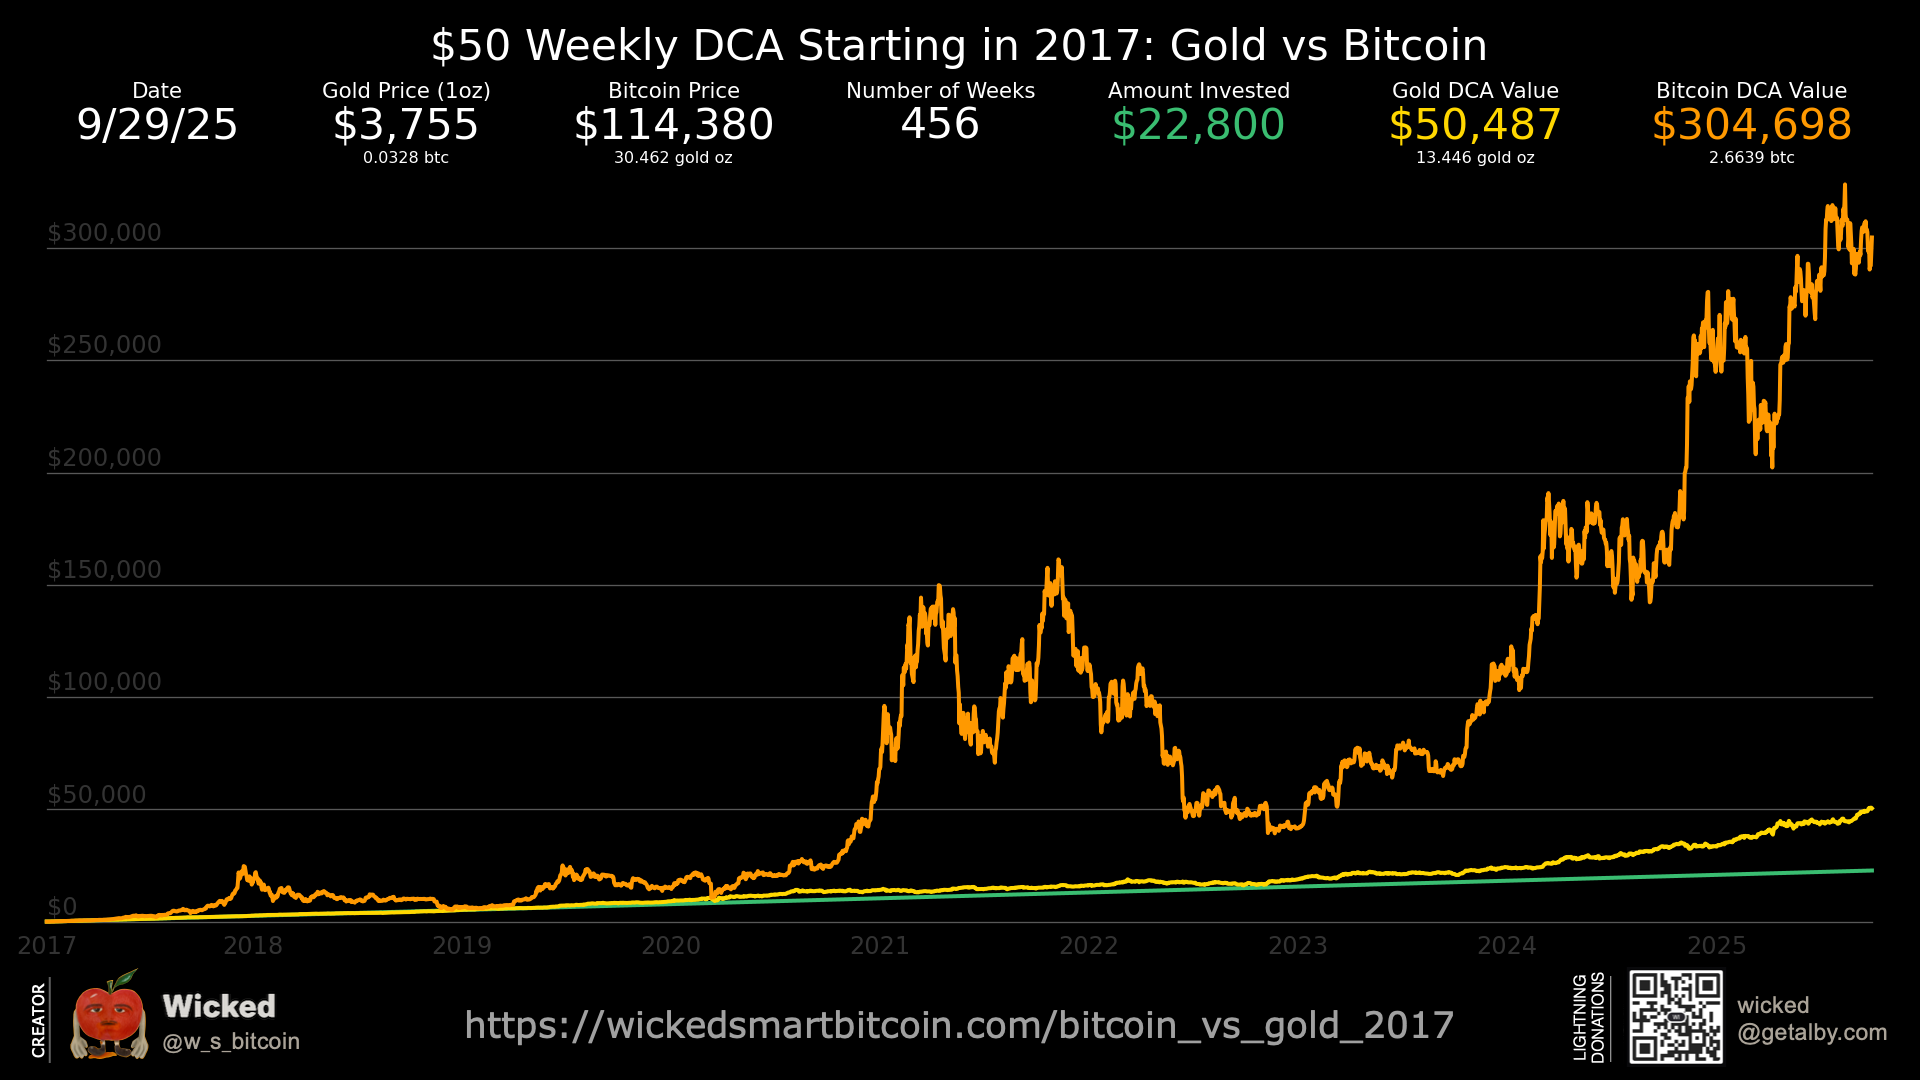 $50 Weekly DCA Starting in 2017: Gold vs Bitcoin
Date
9/29/25
Gold Price (1oz)
$3,755
0.0328 btc
Bitcoin Price
$114,380
30.462 gold oz
Number of Weeks
456
Amount Invested
$22,800
Gold DCA Value
$50,487
13.446 gold oz
Bitcoin DCA Value
$304,698
2.6639 btc
$300,000
$250,000
$200,000
$150,000
$100,000
$50,000
$0
2017
2018
2019
2020
2021
2022
2023
2024
2025
CREATOR
Wicked
@w_s_bitcoin
https://wickedsmartbitcoin.com/bitcoin_vs_gold_2017
LIGHTNING
DONATIONS
wicked
@getalby.com